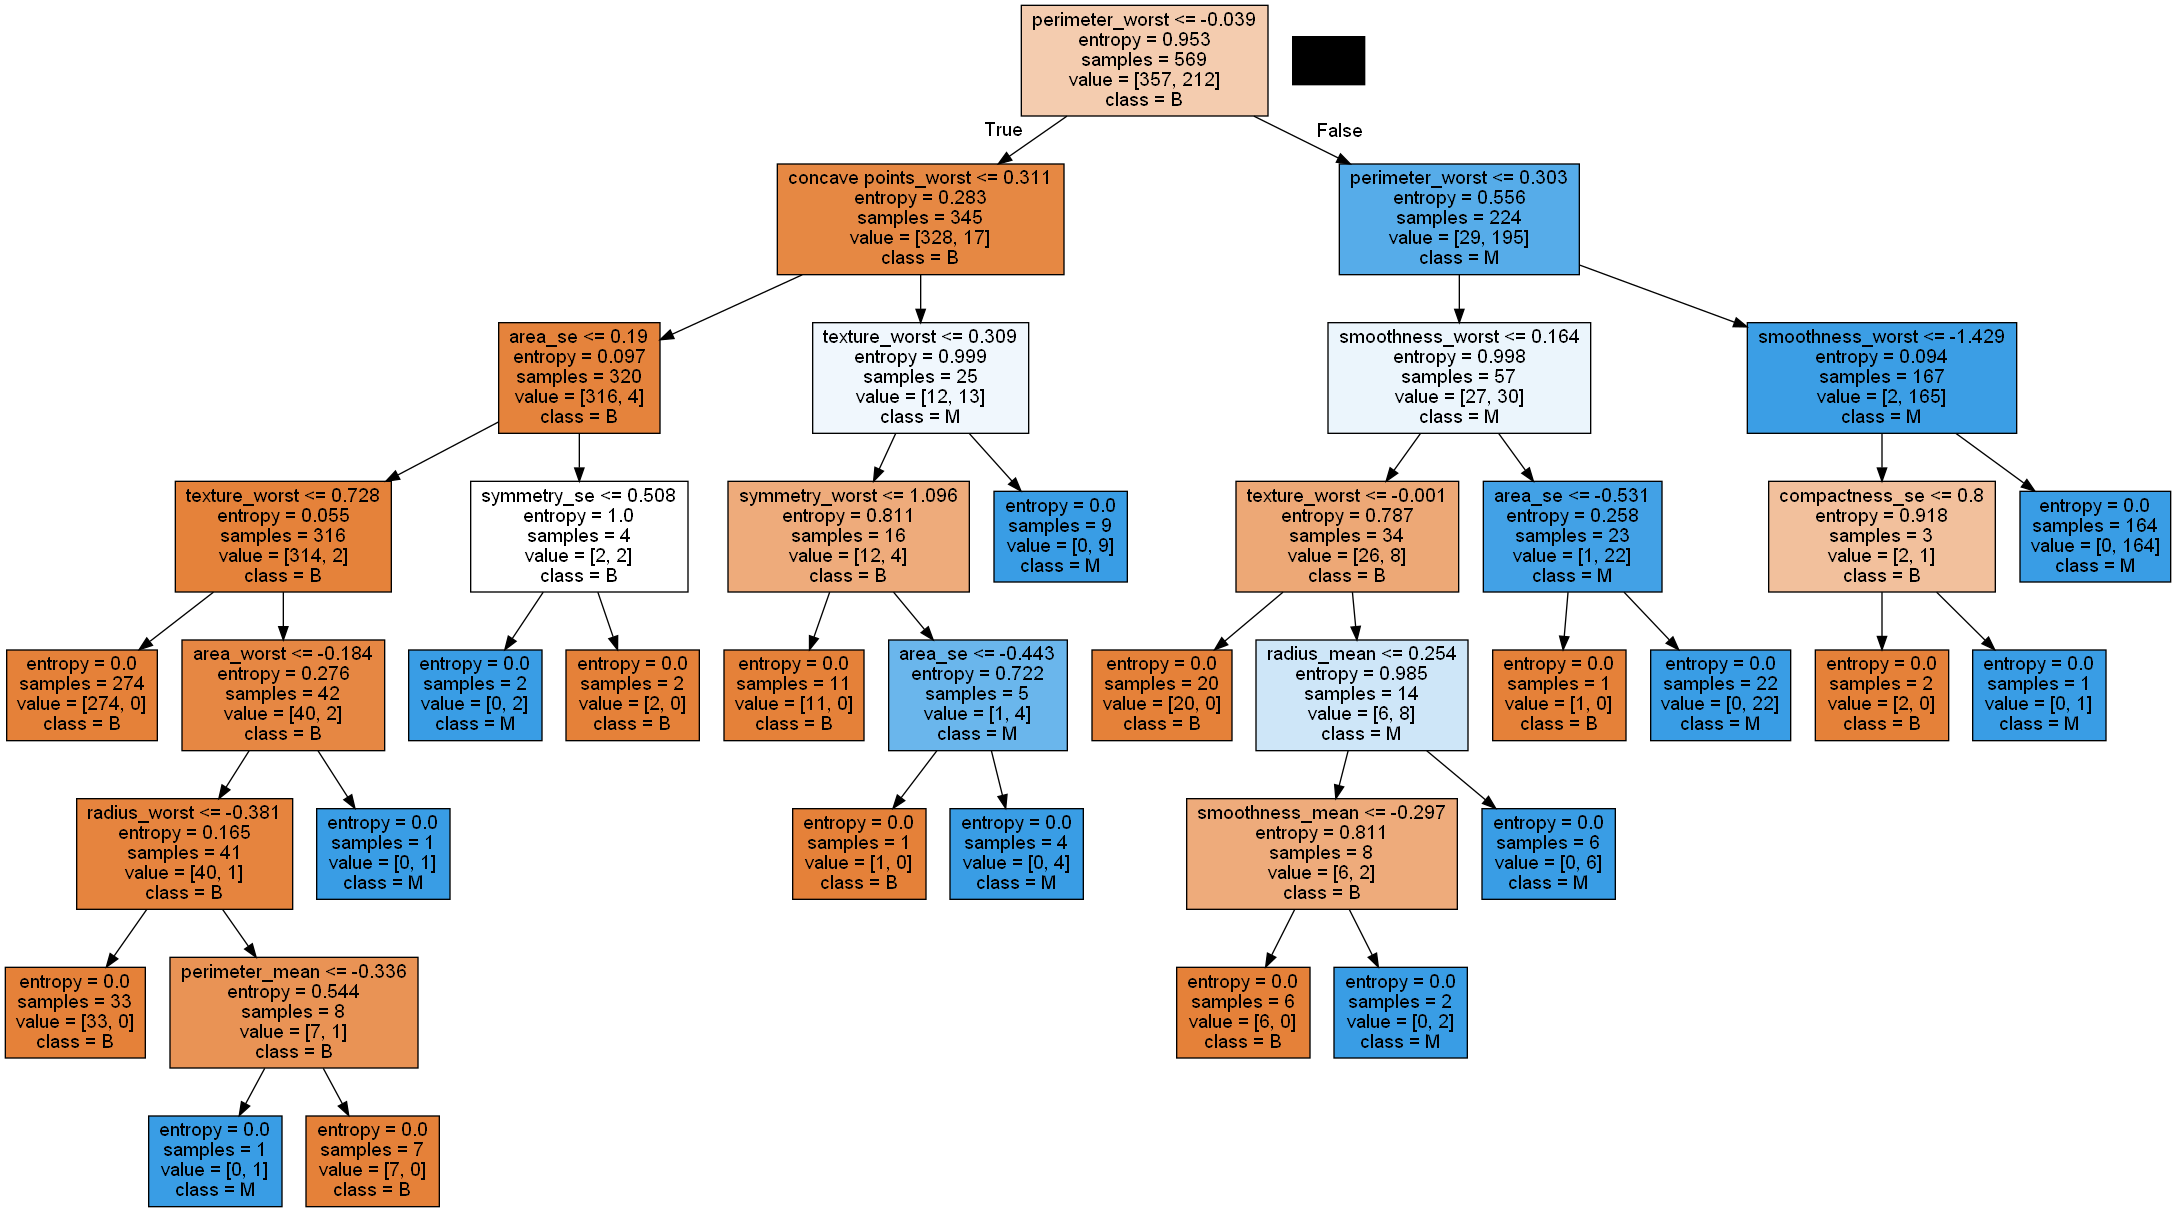 perimeter_worst <= -0.039
entropy = 0.953
samples = 569
value = [357, 212]
class = B
True
False
concave points_worst <= 0.311
entropy = 0.283
samples = 345
value = [328, 17]
class = B
perimeter_worst <= 0.303
entropy = 0.556
samples = 224
value = [29, 195]
class = M
area_se <= 0.19
entropy = 0.097
samples = 320
value = [316, 4]
class = B
texture_worst <= 0.309
entropy = 0.999
samples = 25
value = [12, 13]
class = M
smoothness_worst <= 0.164
entropy = 0.998
samples = 57
value = [27, 30]
class = M
smoothness_worst <= -1.429
entropy = 0.094
samples = 167
value = [2, 165]
class = M
texture_worst <= 0.728
entropy = 0.055
samples = 316
value = [314, 2]
class = B
symmetry_se <= 0.508
entropy = 1.0
samples = 4
value = [2, 2]
class = B
symmetry_worst <= 1.096
entropy = 0.811
samples = 16
value = [12, 4]
class = B
entropy = 0.0
samples = 9
value = [0, 9]
class = M
texture_worst <= -0.001
entropy = 0.787
samples = 34
value = [26, 8]
class = B
area_se <= -0.531
entropy = 0.258
samples = 23
value = [1, 22]
class = M
compactness_se <= 0.8
entropy = 0.918
samples = 3
value = [2, 1]
class = B
entropy = 0.0
samples = 164
value = [0, 164]
class = M
entropy = 0.0
samples = 274
value = [274, 0]
class = B
area_worst <= -0.184
entropy = 0.276
samples = 42
value = [40, 2]
class = B
entropy = 0.0
samples = 2
value = [0, 2]
class = M
entropy = 0.0
samples = 2
value = [2, 0]
class = B
entropy = 0.0
samples = 11
value = [11, 0]
class = B
area_se <= -0.443
entropy = 0.722
samples = 5
value = [1, 4]
class = M
entropy = 0.0
samples = 20
value = [20, 0]
class = B
radius_mean <= 0.254
entropy = 0.985
samples = 14
value = [6, 8]
class = M
entropy = 0.0
samples = 1
value = [1, 0]
class = B
entropy = 0.0
samples = 22
value = [0, 22]
class = M
entropy = 0.0
samples = 2
value = [2, 0]
class = B
entropy = 0.0
samples = 1
value = [0, 1]
class = M
radius_worst <= -0.381
entropy = 0.165
samples = 41
value = [40, 1]
class = B
entropy = 0.0
samples = 1
value = [0, 1]
class = M
entropy = 0.0
samples = 1
value = [1, 0]
class = B
entropy = 0.0
samples = 4
value = [0, 4]
class = M
smoothness_mean <= -0.297
entropy = 0.811
samples = 8
value = [6, 2]
class = B
entropy = 0.0
samples = 6
value = [0, 6]
class = M
entropy = 0.0
samples = 33
value = [33, 0]
class = B
perimeter_mean <= -0.336
entropy = 0.544
samples = 8
value = [7, 1]
class = B
entropy = 0.0
samples = 6
value = [6, 0]
class = B
entropy = 0.0
samples = 2
value = [0, 2]
class = M
entropy = 0.0
samples = 1
value = [0, 1]
class = M
entropy = 0.0
samples = 7
value = [7, 0]
class = B